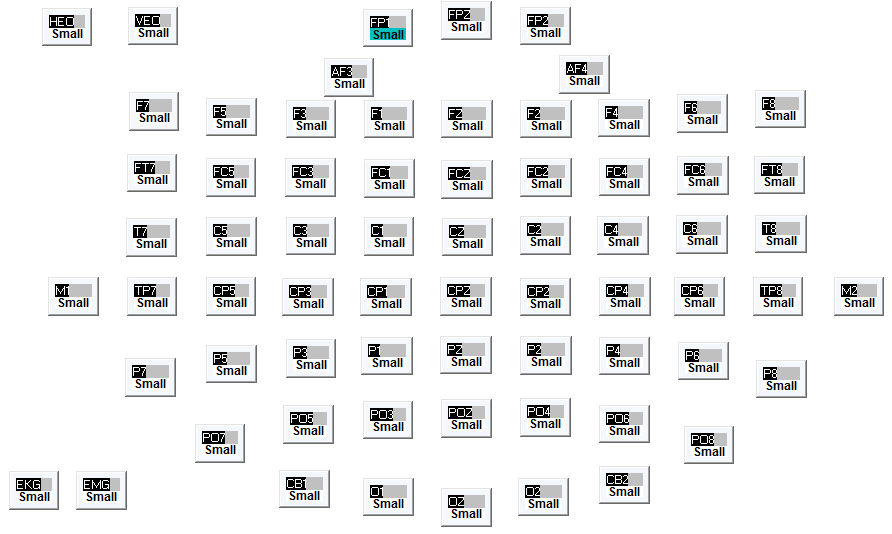 HEO VEO FP1 FPZ FP2
Small Small Small Small Small
AF3 AF4
Small Small
F7 F5 F3 F1 FZ F2 F4 F6 F8
Small Small Small Small Small Small Small Small Small
FT7 FC5 FC3 FC1 FCZ FC2 FC4 FC6 FT8
Small Small Small Small Small Small Small Small Small
T7 C5 C3 C1 CZ C2 C4 C6 T8
Small Small Small Small Small Small Small Small Small
M1 TP7 CP5 CP3 CP1 CPZ CP2 CP4 CP6 TP8 M2
Small Small Small Small Small Small Small Small Small Small Small
P7 P5 P3 P1 PZ P2 P4 P6 P8
Small Small Small Small Small Small Small Small Small
PO7 PO5 PO3 POZ PO4 PO6 PO8
Small Small Small Small Small Small Small
EKG EMG CB1 O1 OZ O2 CB2
Small Small Small Small Small Small Small